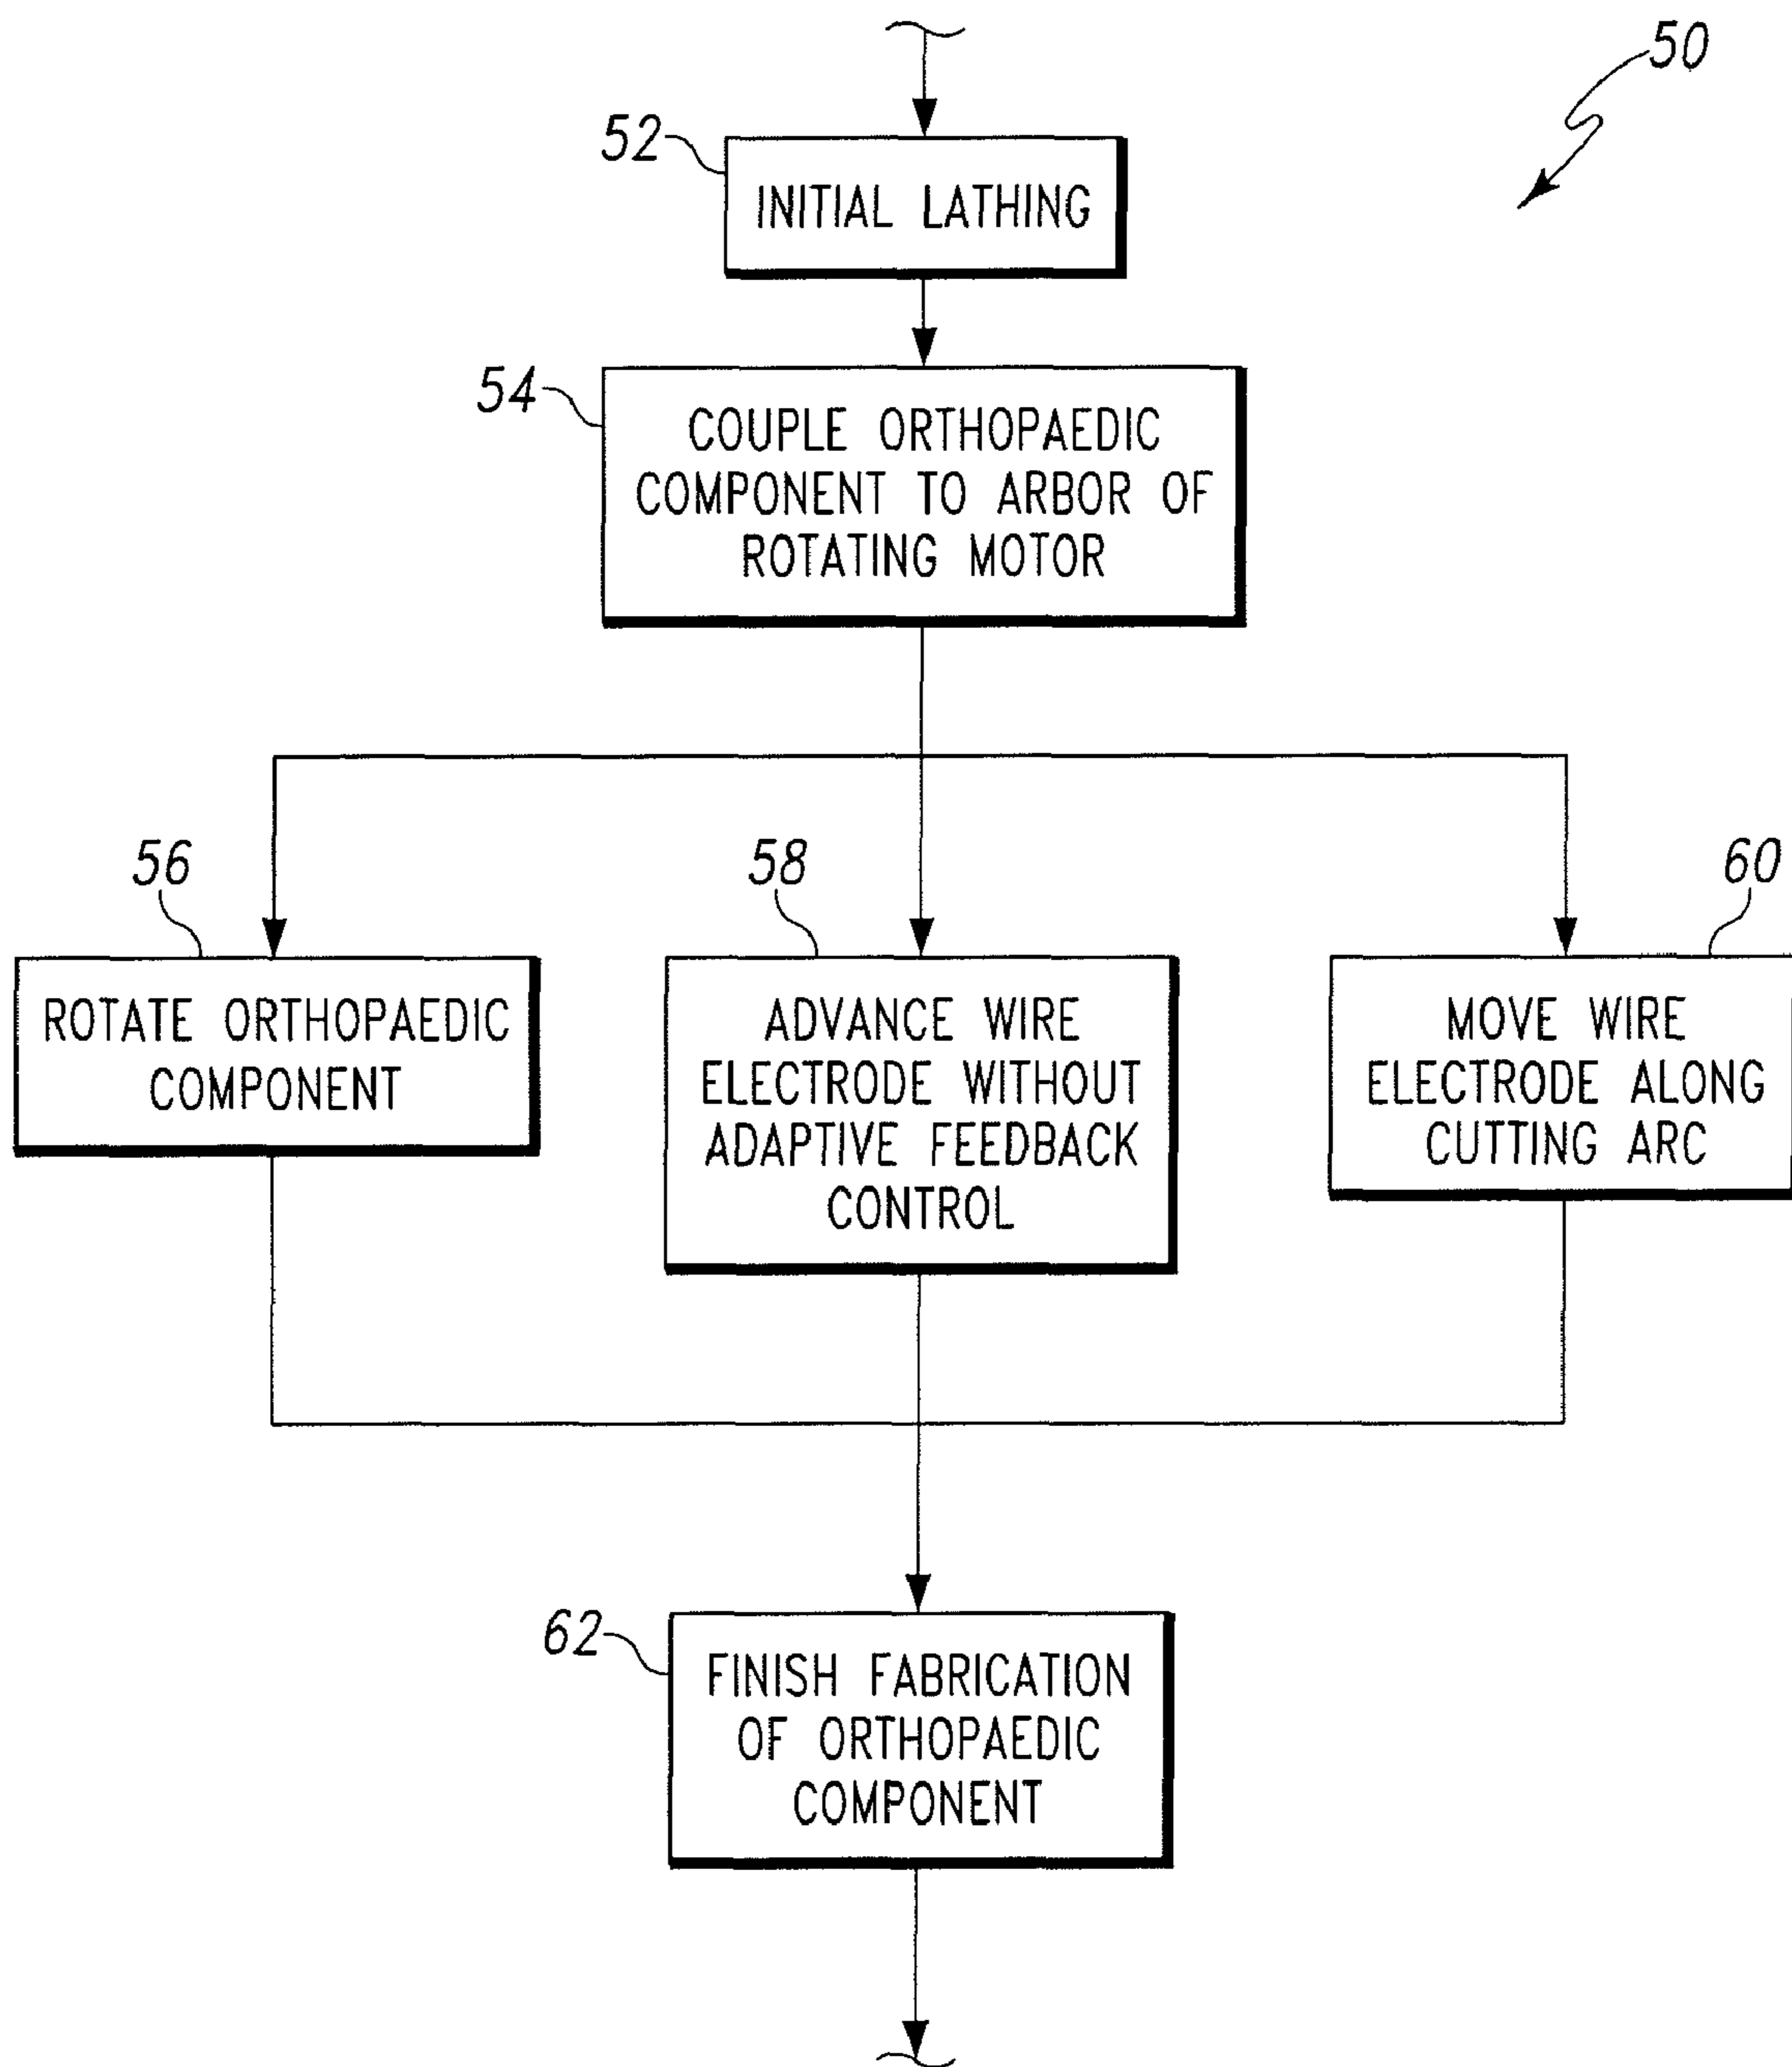 50
52
INITIAL LATHING
54
COUPLE ORTHOPAEDIC
COMPONENT TO ARBOR OF
ROTATING MOTOR
56
ROTATE ORTHOPAEDIC
COMPONENT
58
ADVANCE WIRE
ELECTRODE WITHOUT
ADAPTIVE FEEDBACK
CONTROL
60
MOVE WIRE
ELECTRODE ALONG
CUTTING ARC
62
FINISH FABRICATION
OF ORTHOPAEDIC
COMPONENT